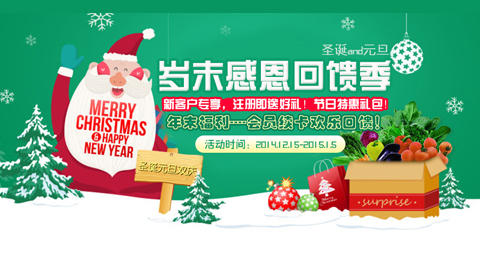 圣诞and元旦
岁末感恩回馈季
新客户专享，注册即送好礼！节日特惠礼包！
年末福利----会员续卡欢乐回馈！
活动时间：2014.12.15-2015.1.5
MERRY
CHRISTMAS
& HAPPY
NEW YEAR
圣诞元旦双庆
surprise